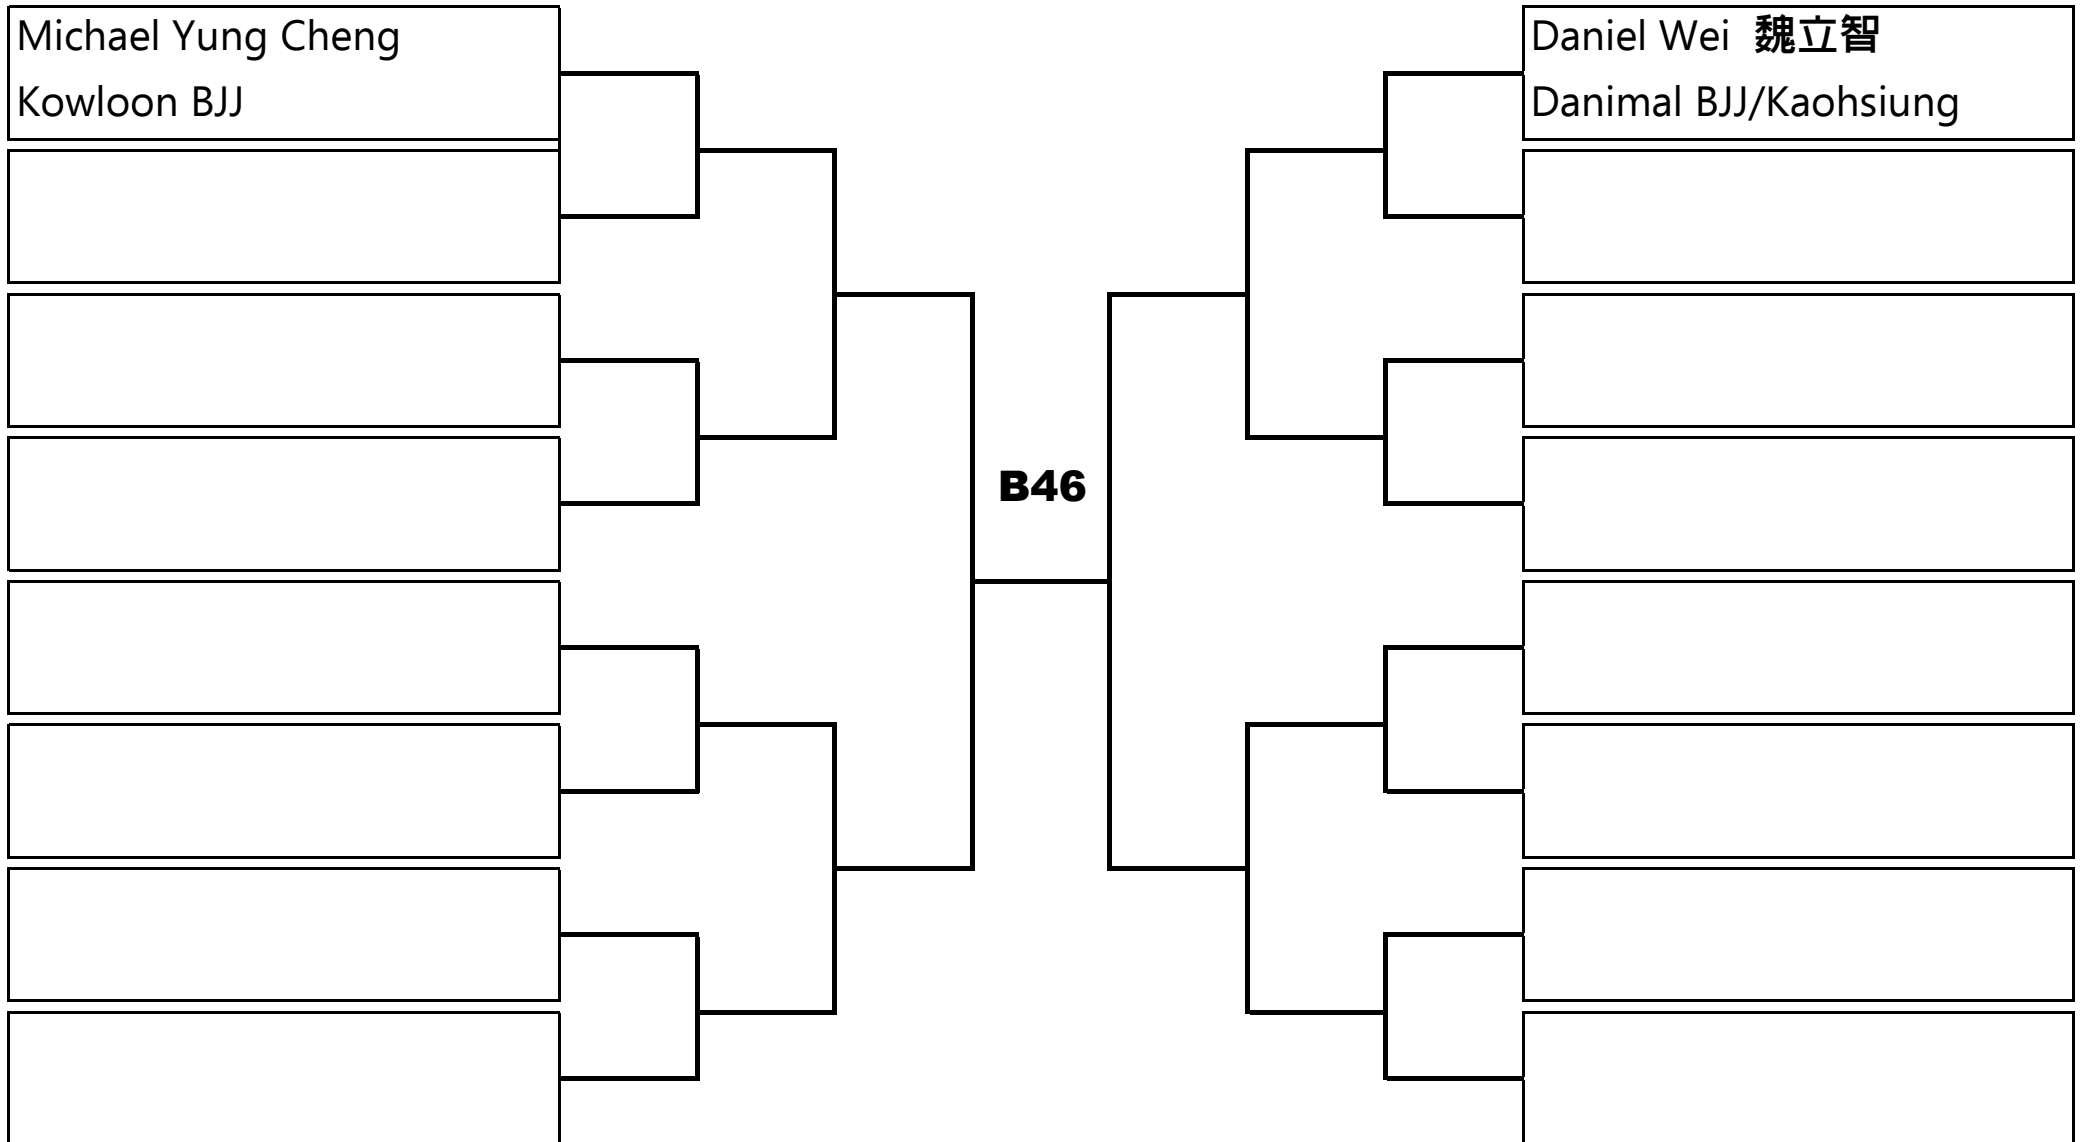 Michael Yung Cheng
Kowloon BJJ
Daniel Wei 魏立智
Danimal BJJ/Kaohsiung
B46